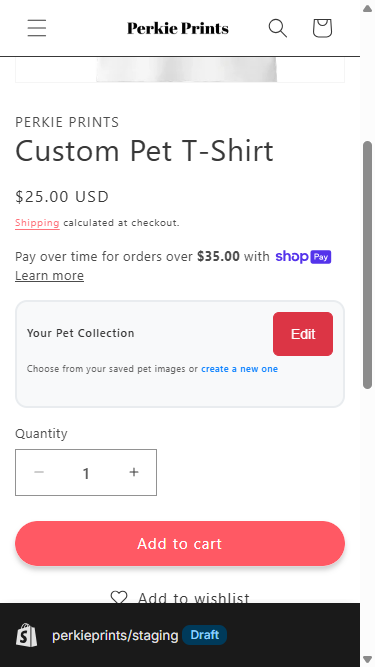 Perkie Prints
PERKIE PRINTS
Custom Pet T-Shirt
$25.00 USD
Shipping calculated at checkout.
Pay over time for orders over $35.00 with shop Pay
Learn more
Your Pet Collection
Edit
Choose from your saved pet images or create a new one
Quantity
− 1 +
Add to cart
Add to wishlist
perkieprints/staging Draft